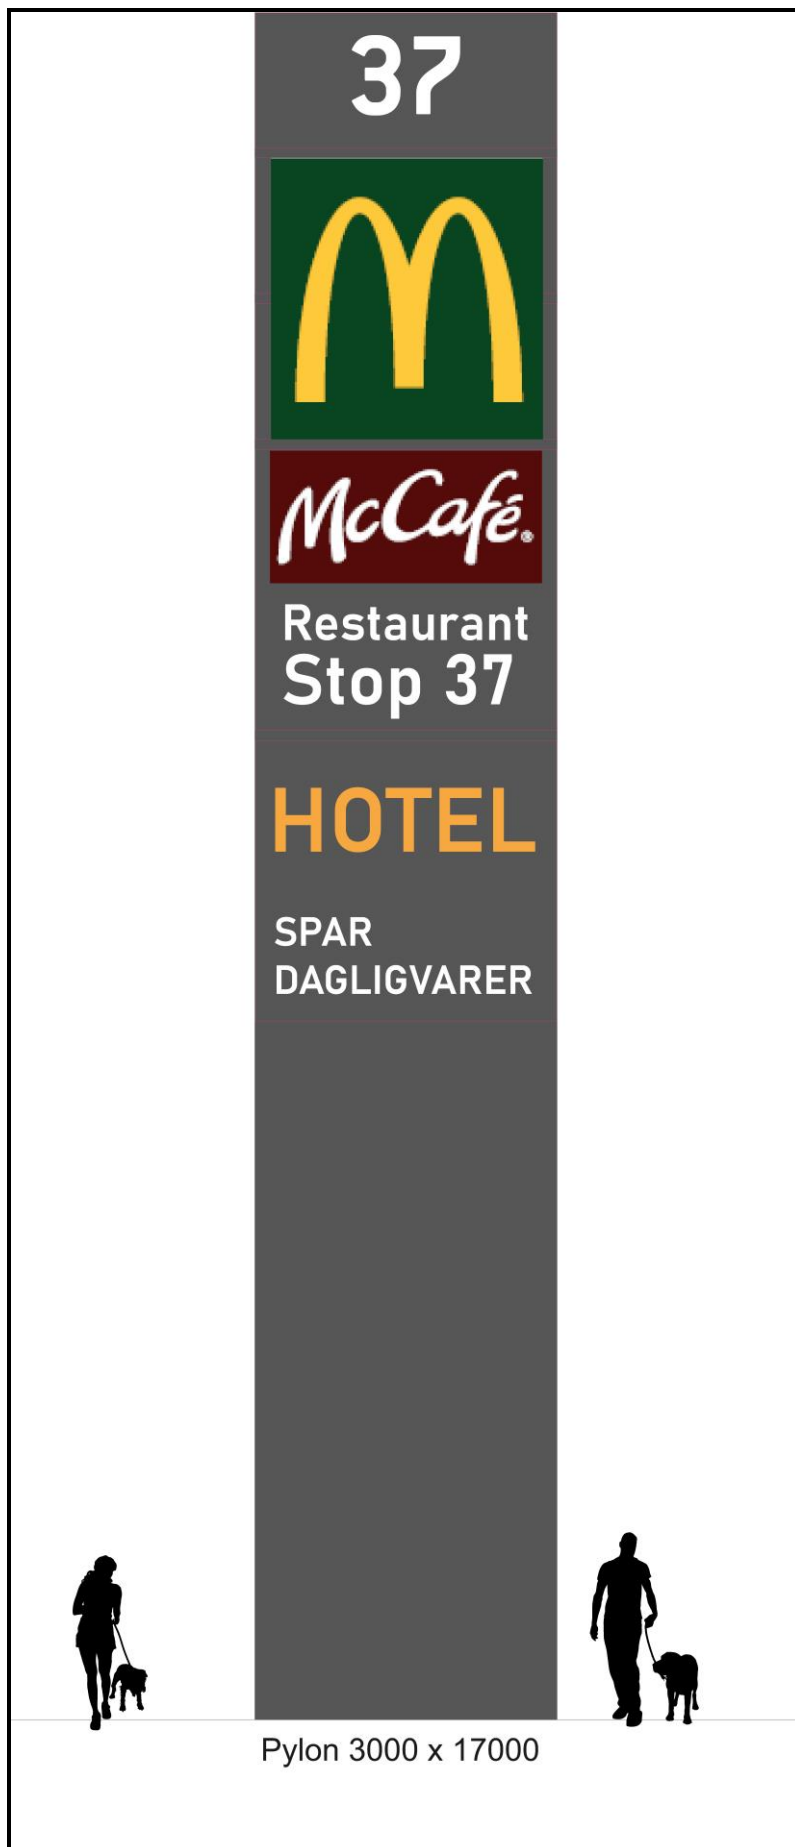 37
M
McCafé®
Restaurant
Stop 37
HOTEL
SPAR
DAGLIGVARER
Pylon 3000 x 17000